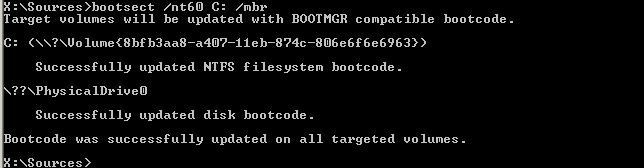 X:\Sources>bootsect /nt60 C: /mbr
Target volumes will be updated with BOOTMGR compatible bootcode.
C: (\\?\Volume{8bfb3aa8-a407-11eb-874c-806e6f6e6963})
Successfully updated NTFS filesystem bootcode.
\??\PhysicalDrive0
Successfully updated disk bootcode.
Bootcode was successfully updated on all targeted volumes.
X:\Sources>